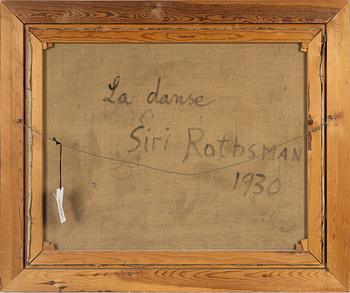 La danse
Siri Rothsman
1930